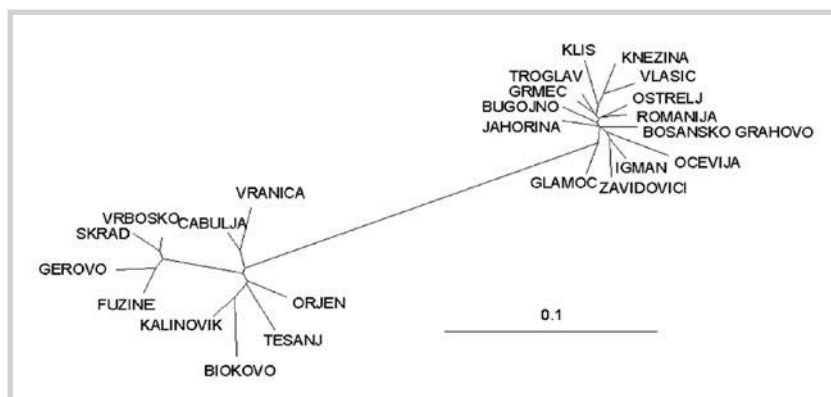 KLIS
KNEZINA
TROGLAV
VLASIC
GRMEC
OSTRELJ
BUGOJNO
ROMANIJA
JAHORINA
BOSANSKO GRAHOVO
OCEVIJA
IGMAN
GLAMOC
ZAVIDOVICI
VRANICA
VRBOSKO
CABULJA
SKRAD
GEROVO
FUZINE
ORJEN
KALINOVIK
TESANJ
BIOKOVO
0.1